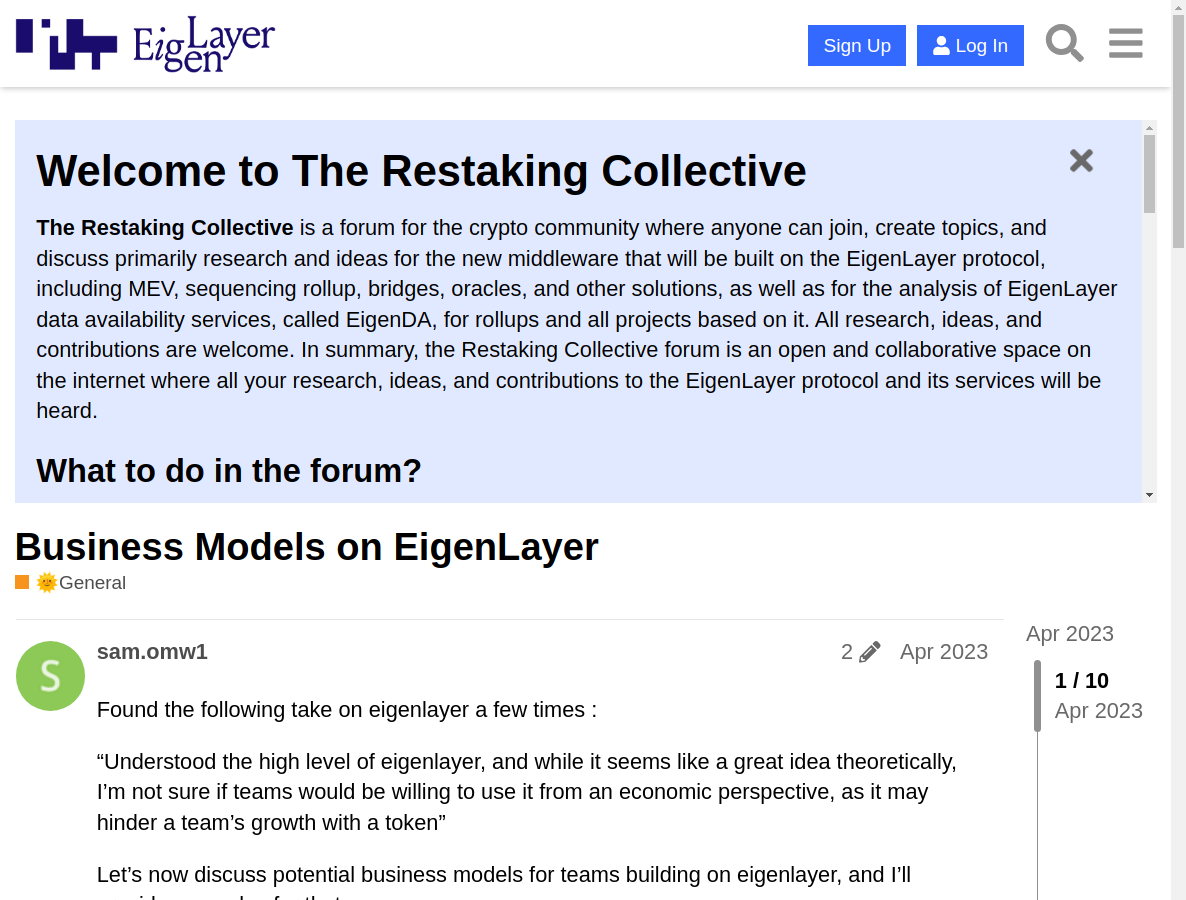 EigenLayer
Sign Up
Log In
Welcome to The Restaking Collective
The Restaking Collective is a forum for the crypto community where anyone can join, create topics, and
discuss primarily research and ideas for the new middleware that will be built on the EigenLayer protocol,
including MEV, sequencing rollup, bridges, oracles, and other solutions, as well as for the analysis of EigenLayer
data availability services, called EigenDA, for rollups and all projects based on it. All research, ideas, and
contributions are welcome. In summary, the Restaking Collective forum is an open and collaborative space on
the internet where all your research, ideas, and contributions to the EigenLayer protocol and its services will be
heard.
What to do in the forum?
Business Models on EigenLayer
🌞General
S
sam.omw1
2
Apr 2023
Apr 2023
1 / 10
Apr 2023
Found the following take on eigenlayer a few times :
“Understood the high level of eigenlayer, and while it seems like a great idea theoretically,
I’m not sure if teams would be willing to use it from an economic perspective, as it may
hinder a team’s growth with a token”
Let’s now discuss potential business models for teams building on eigenlayer, and I’ll